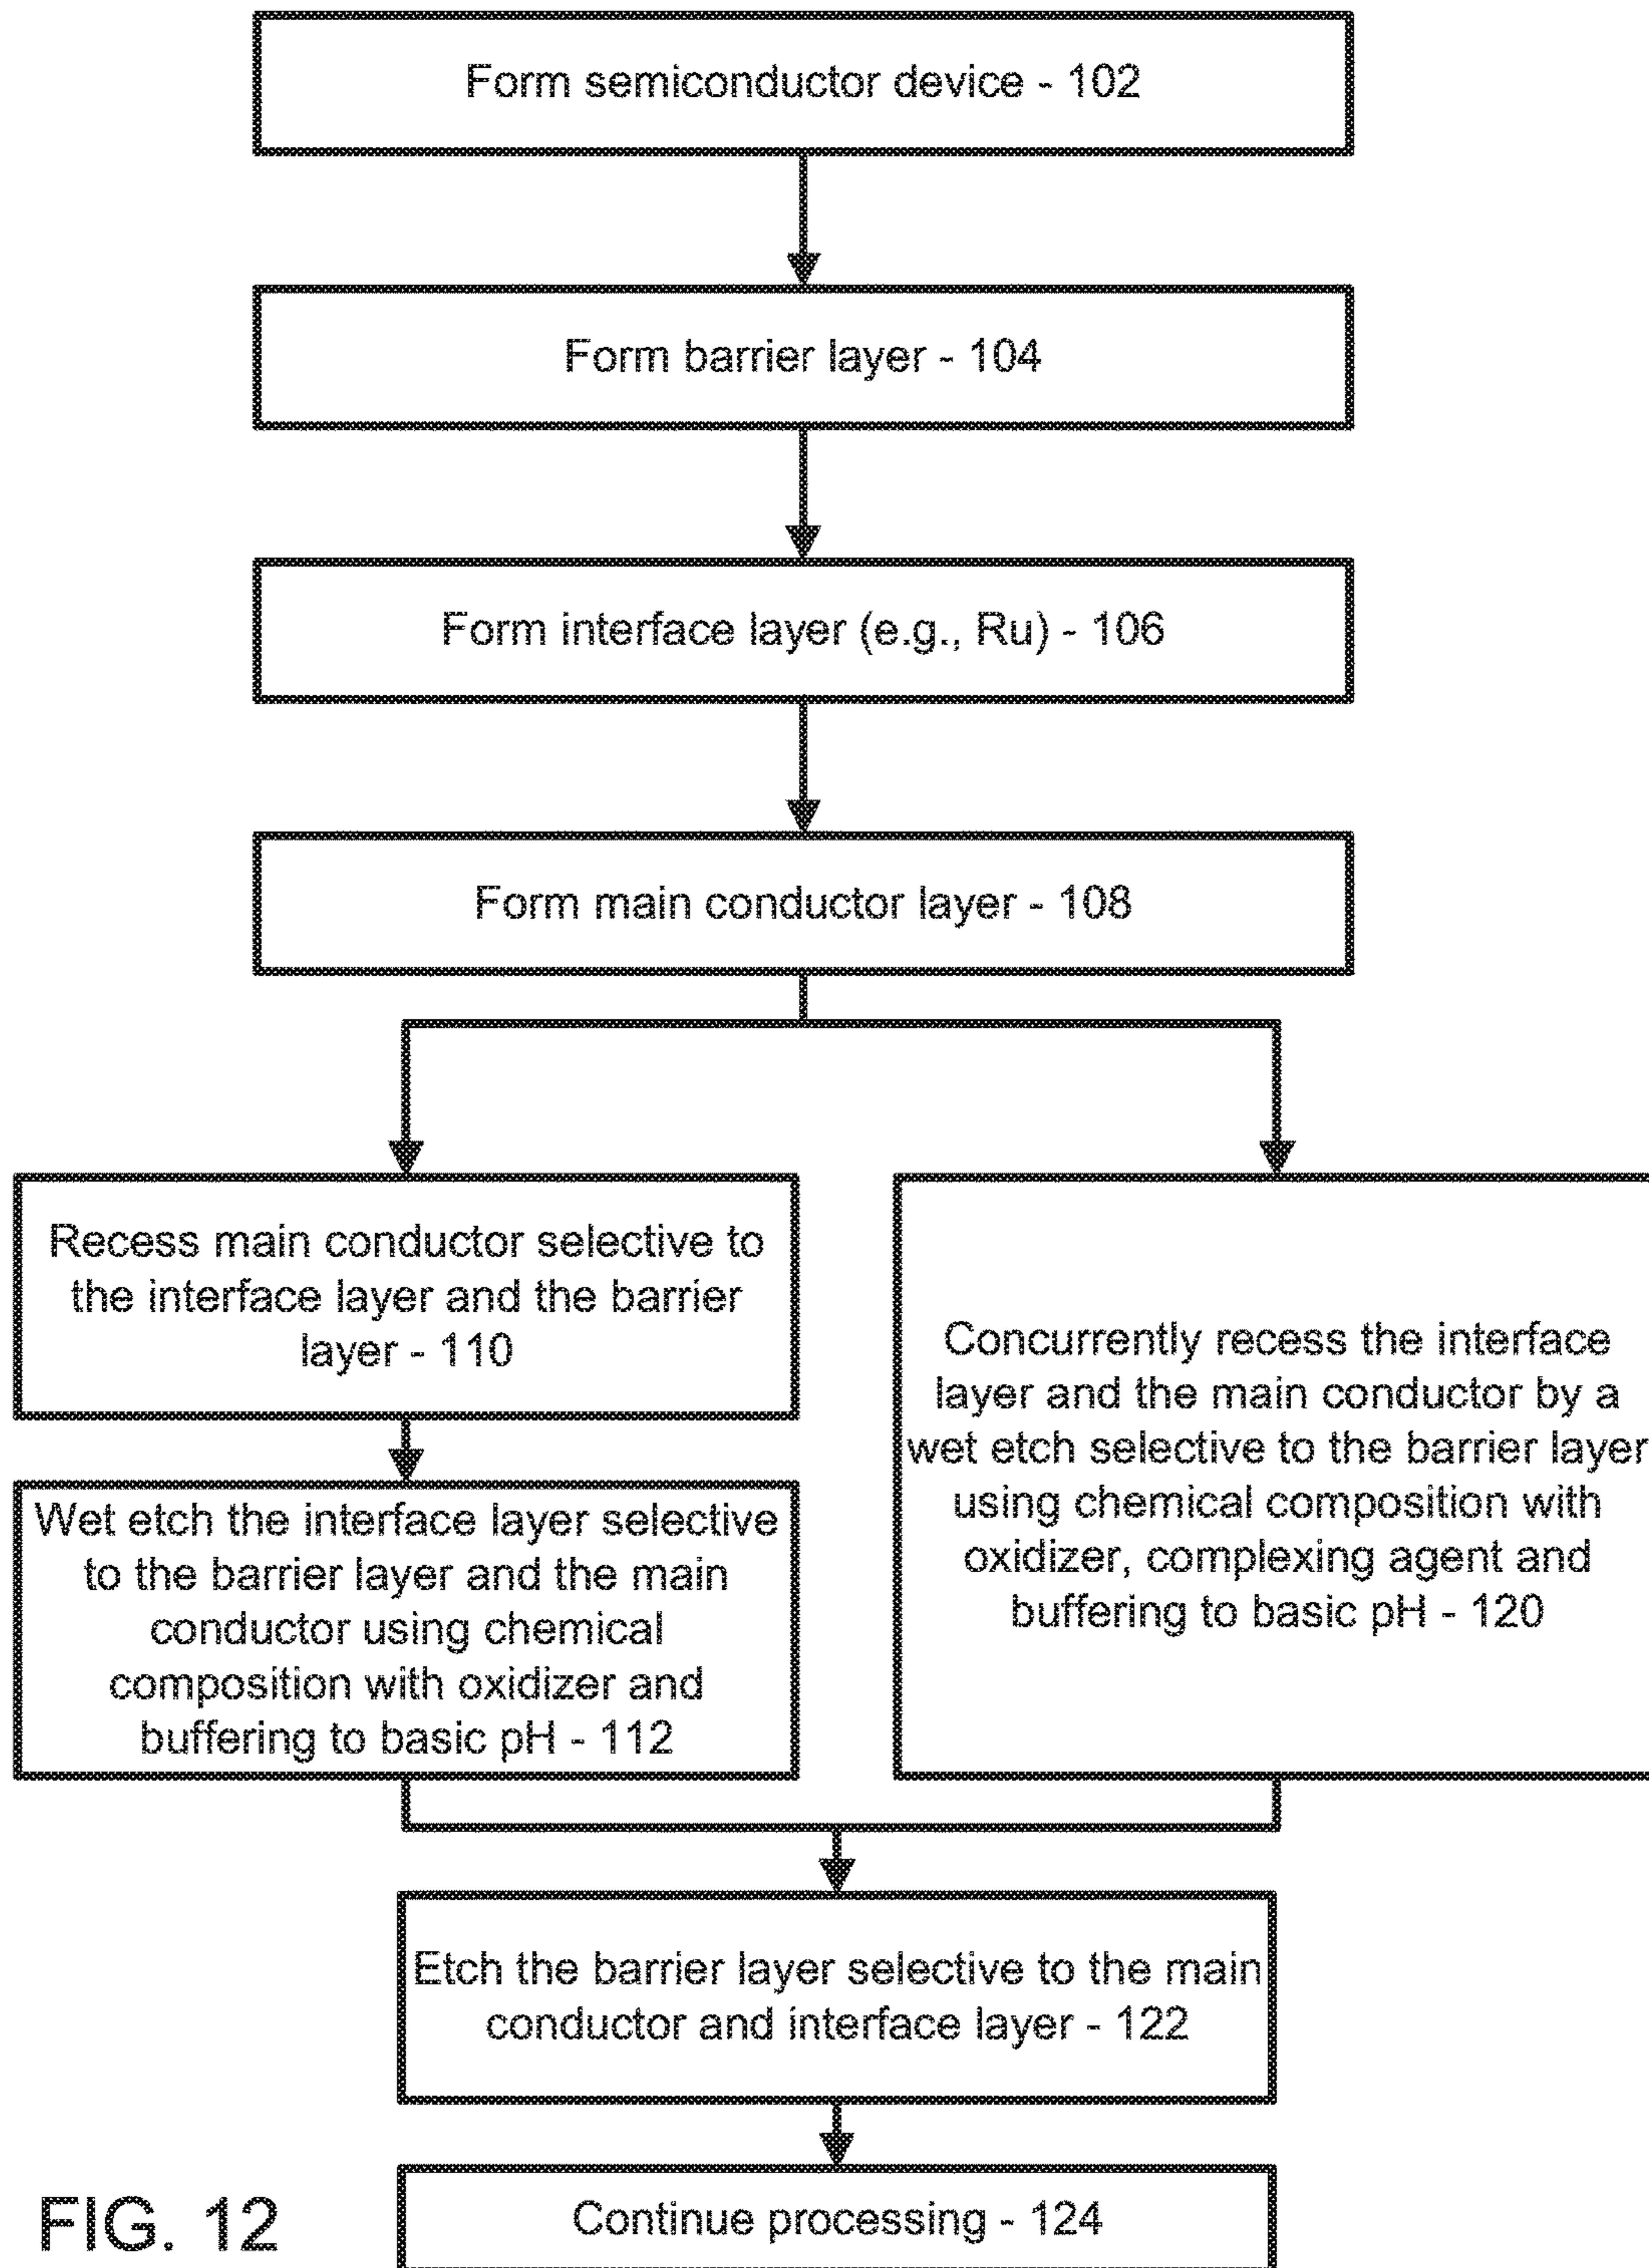 Form semiconductor device - 102
Form barrier layer - 104
Form interface layer (e.g., Ru) - 106
Form main conductor layer - 108
Recess main conductor selective to
the interface layer and the barrier
layer - 110
Wet etch the interface layer selective
to the barrier layer and the main
conductor using chemical
composition with oxidizer and
buffering to basic pH - 112
Concurrently recess the interface
layer and the main conductor by a
wet etch selective to the barrier layer
using chemical composition with
oxidizer, complexing agent and
buffering to basic pH - 120
Etch the barrier layer selective to the main
conductor and interface layer - 122
Continue processing - 124
FIG. 12